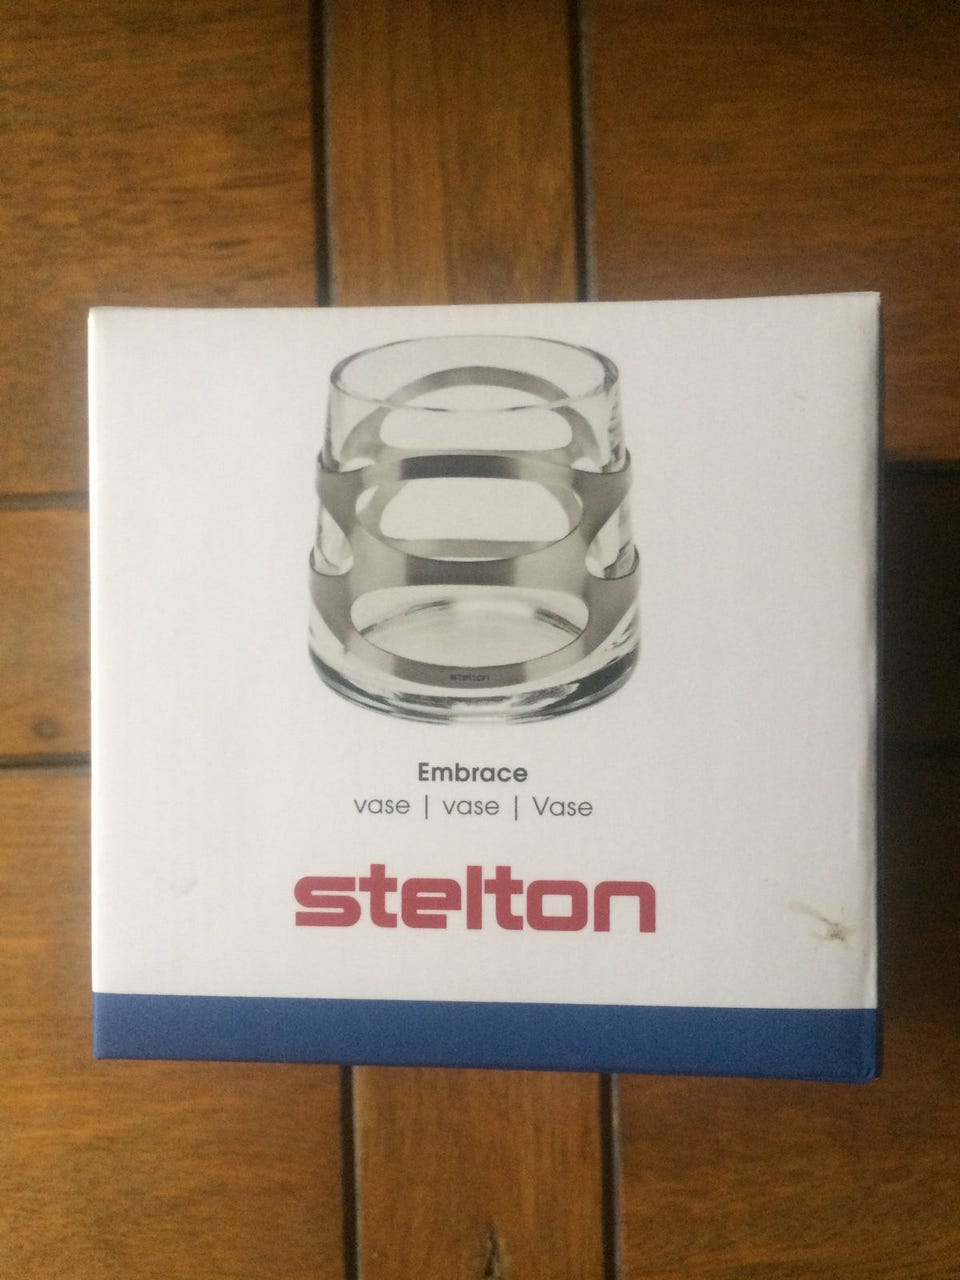 stelton
Embrace
vase | vase | Vase
stelton